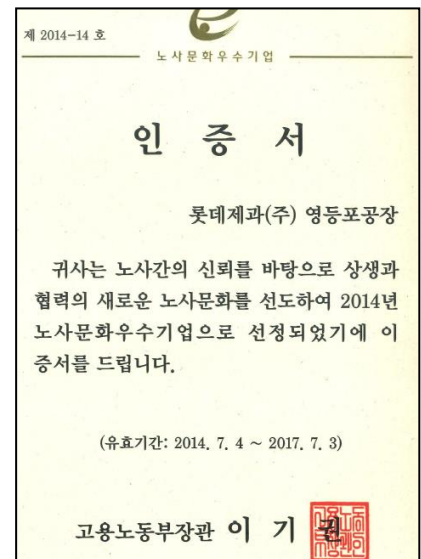 제 2014-14 호
노사문화우수기업
인 증 서
롯데제과(주) 영등포공장
귀사는 노사간의 신뢰를 바탕으로 상생과
협력의 새로운 노사문화를 선도하여 2014년
노사문화우수기업으로 선정되었기에 이
증서를 드립니다.
(유효기간: 2014. 7. 4 ~ 2017. 7. 3)
고용노동부장관 이 기 권